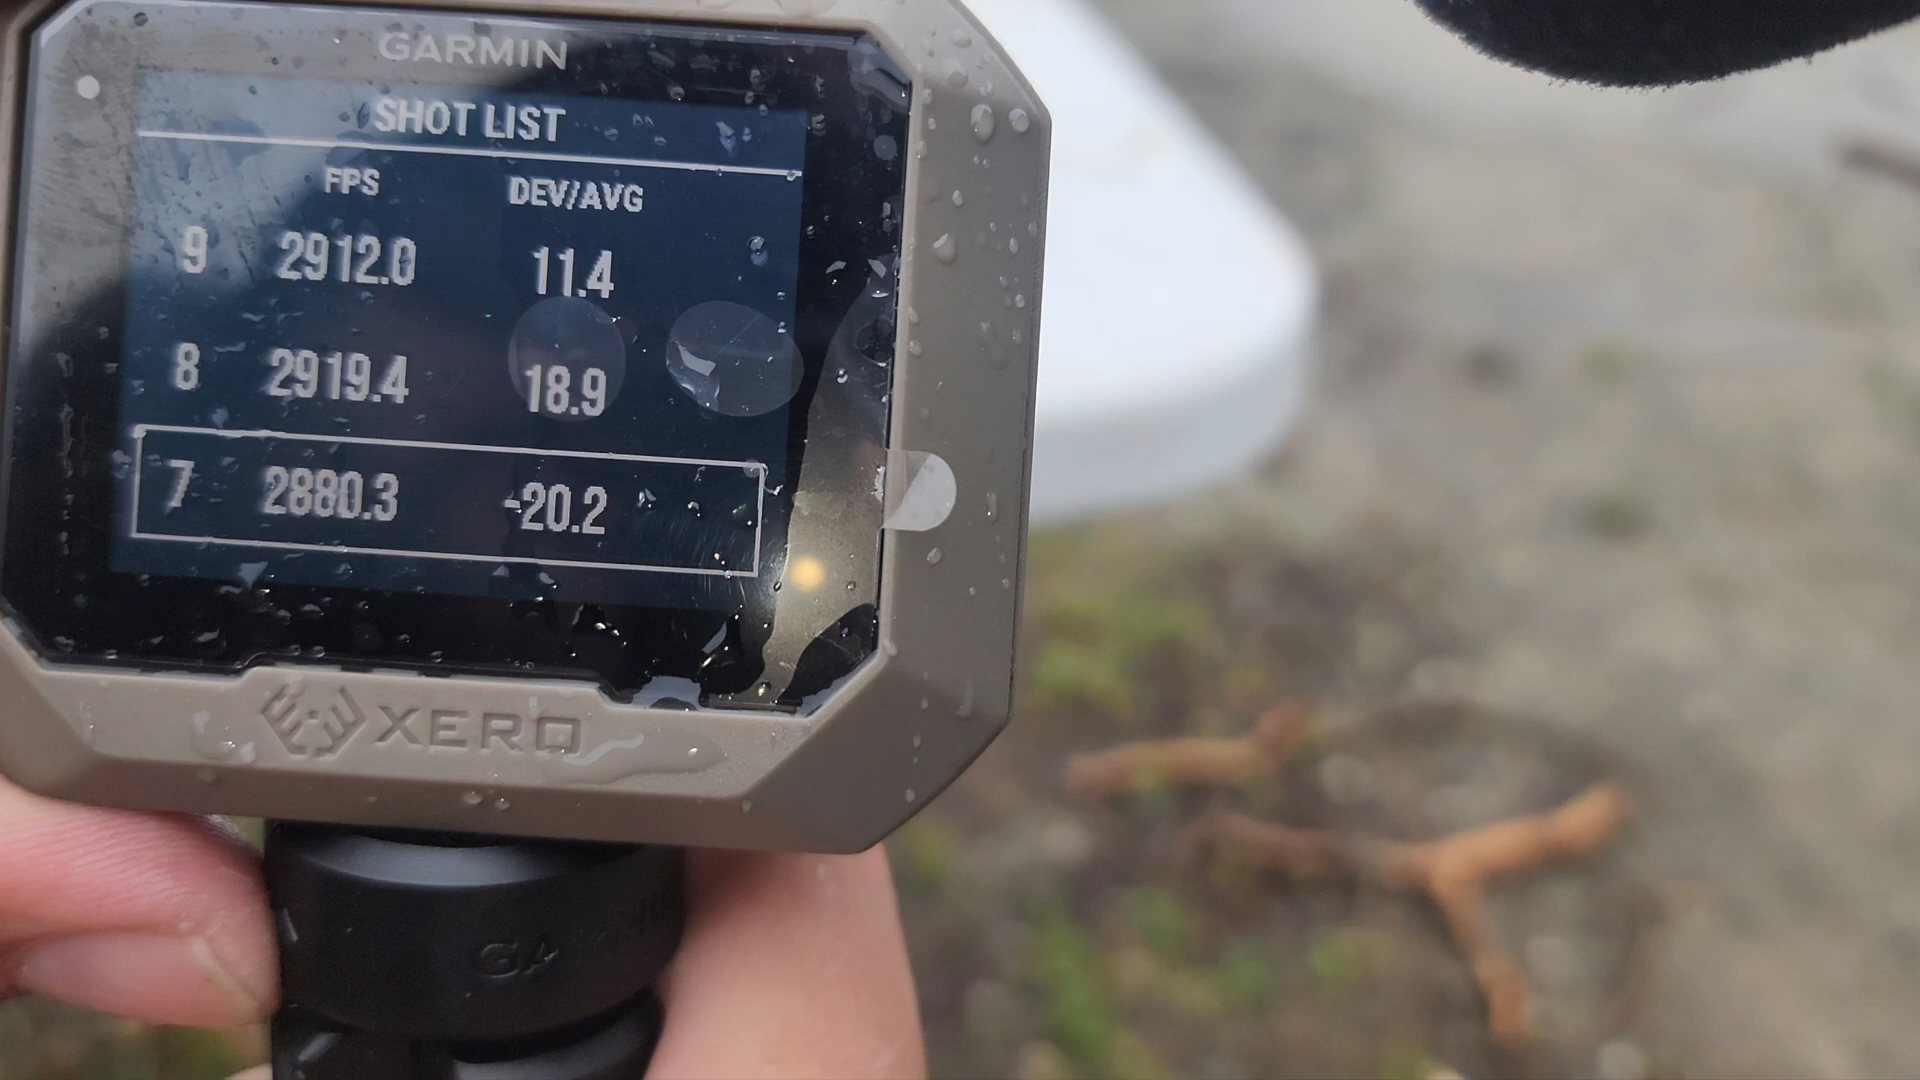 GARMIN
SHOT LIST
FPS DEV/AVG
9 2912.0 11.4
8 2919.4 18.9
7 2880.3 -20.2
XERO